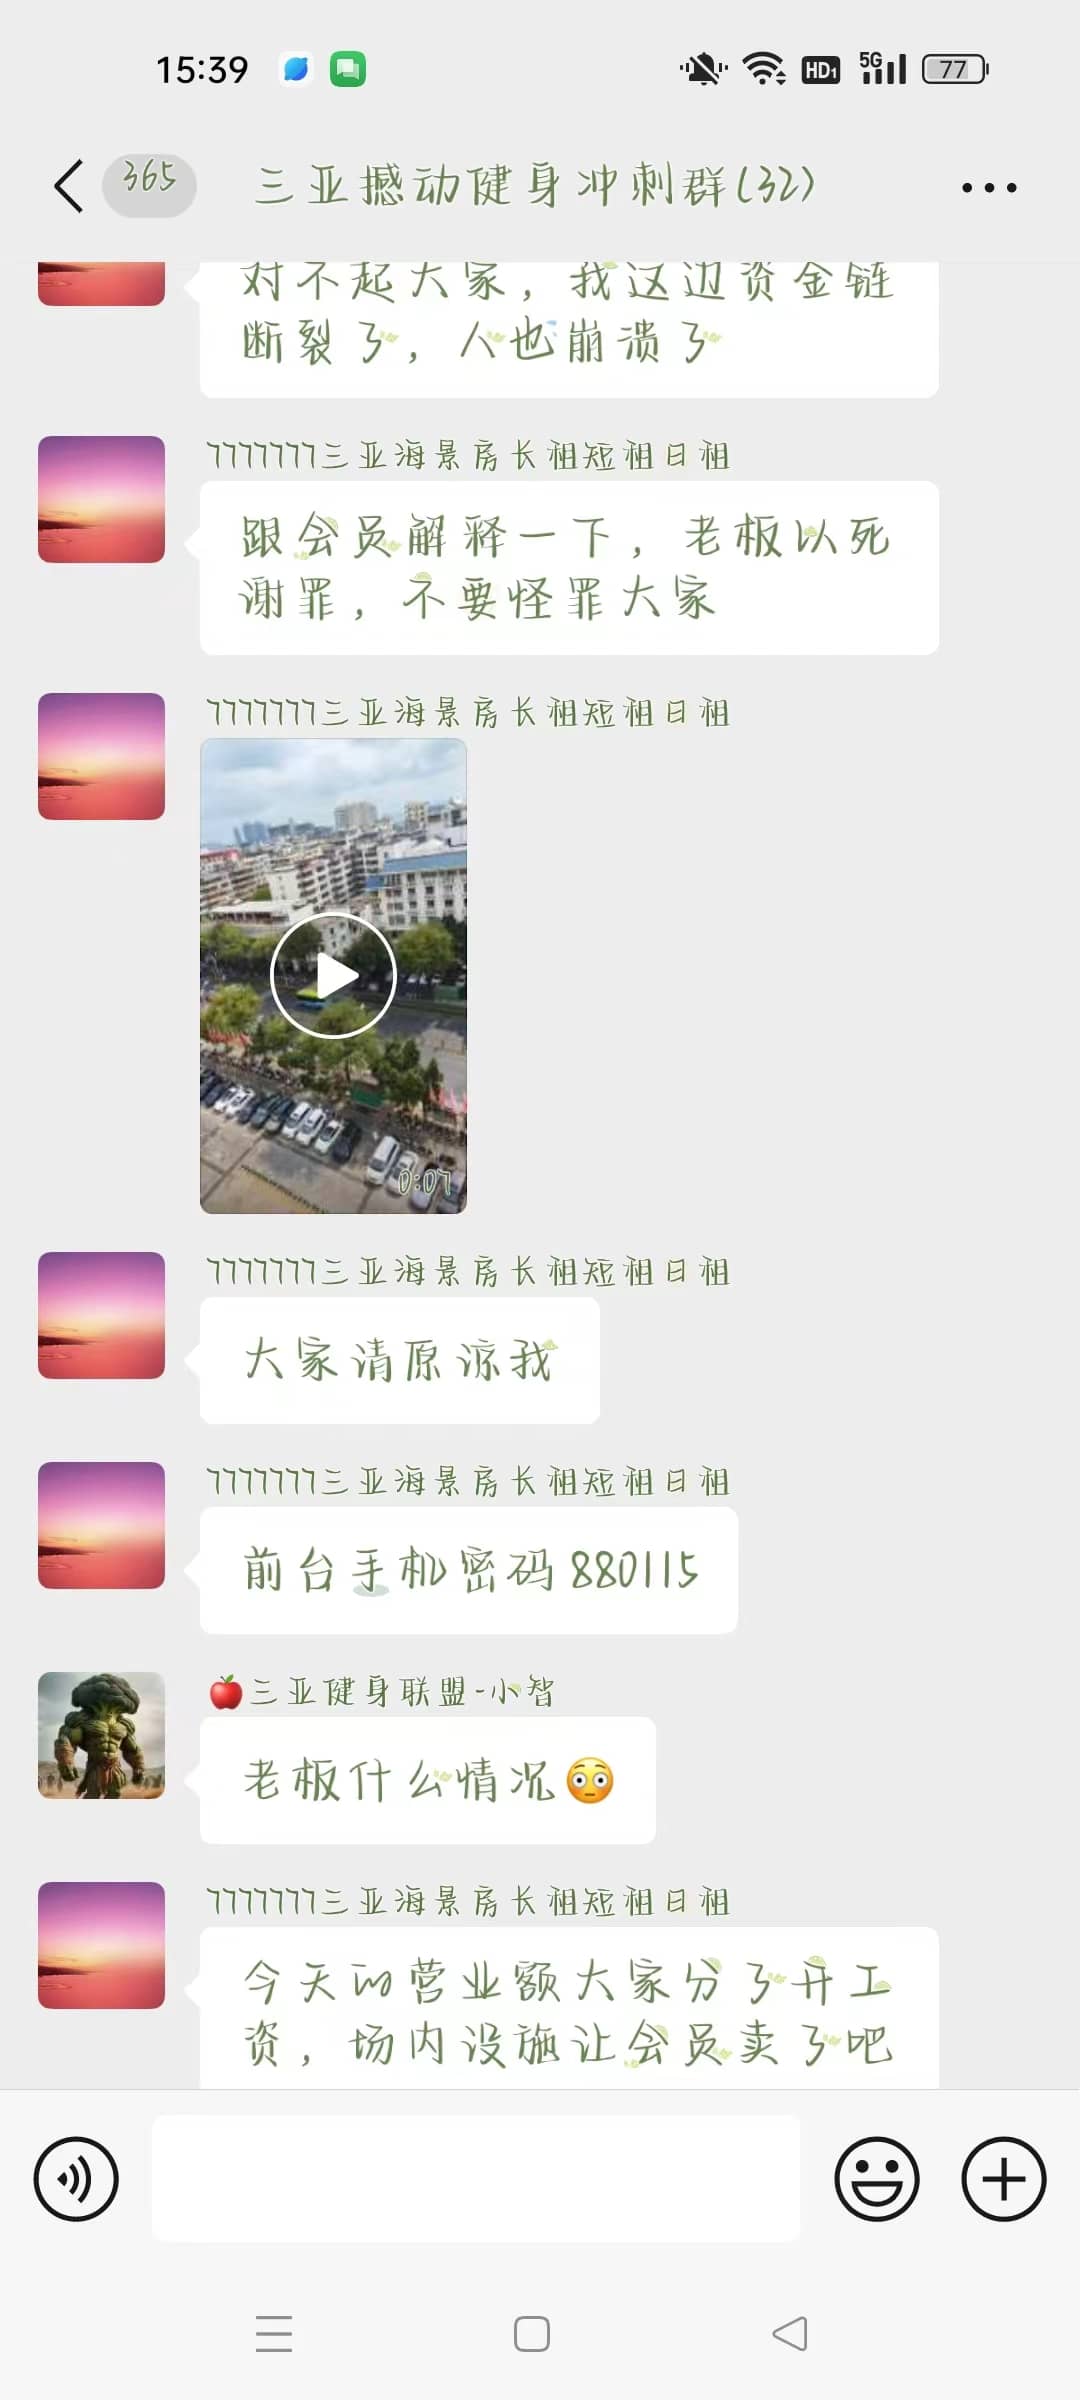 15:39
HD1 5G 77
365 三亚撼动健身冲刺群(32)
对不起大家，我这边资金链
断裂了，人也崩溃了
7777777三亚海景房长租短租日租
跟会员解释一下，老板以死
谢罪，不要怪罪大家
7777777三亚海景房长租短租日租
0:07
7777777三亚海景房长租短租日租
大家清原谅我
7777777三亚海景房长租短租日租
前台手机密码880115
🍎三亚健身联盟-小智
老板什么情况😳
7777777三亚海景房长租短租日租
今天的营业额大家分了开工
资，场内设施让会员卖了吧